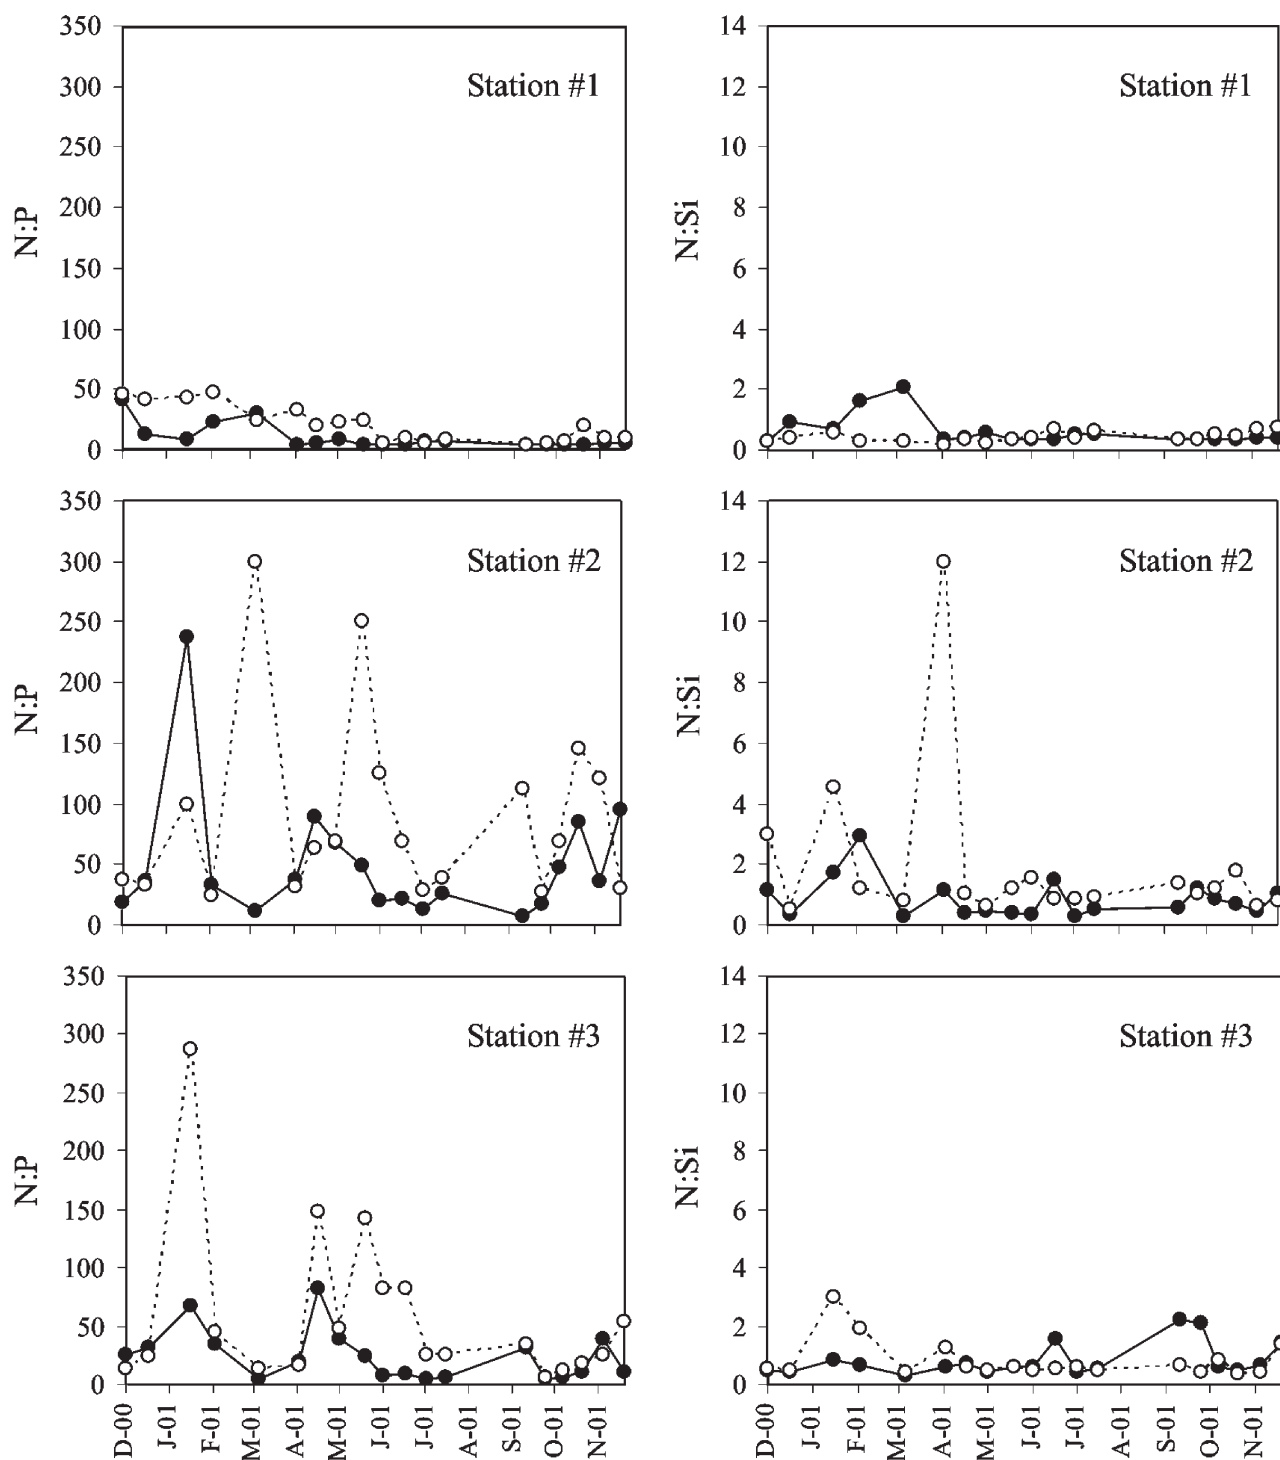 350
300
250
200
150
100
50
0
N:P
Station #1
14
12
10
8
6
4
2
0
N:Si
Station #1
350
300
250
200
150
100
50
0
N:P
Station #2
14
12
10
8
6
4
2
0
N:Si
Station #2
350
300
250
200
150
100
50
0
N:P
Station #3
D-00
J-01
F-01
M-01
A-01
M-01
J-01
J-01
A-01
S-01
O-01
N-01
14
12
10
8
6
4
2
0
N:Si
Station #3
D-00
J-01
F-01
M-01
A-01
M-01
J-01
J-01
A-01
S-01
O-01
N-01